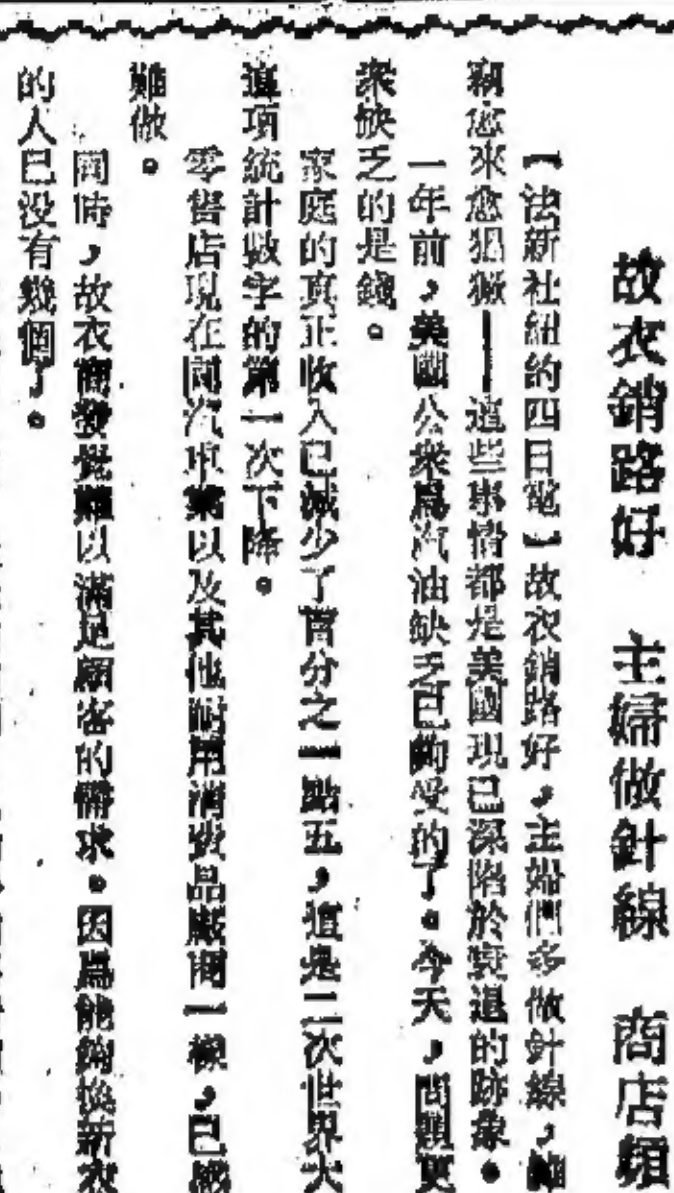 故衣銷路好　主婦做針線　商店頻
【法新社紐約四日電】故衣銷路好，主婦們多做針線，
竊愈來愈猖獗——這些事情都是美國現已深陷於衰退的跡象。
一年前，美國公衆爲汽油缺乏已夠受的了。今天，問題更
衆缺乏的是錢。
家庭的真正收入已減少了百分之一點五，這是二次世界大
這項統計數字的第一次下降。
零售店現在同汽車業以及其他耐用消費品廠商一樣，已感
難做。
同時，故衣商發覺難以滿足顧客的需求。因爲能夠換新衣
的人已沒有幾個了。